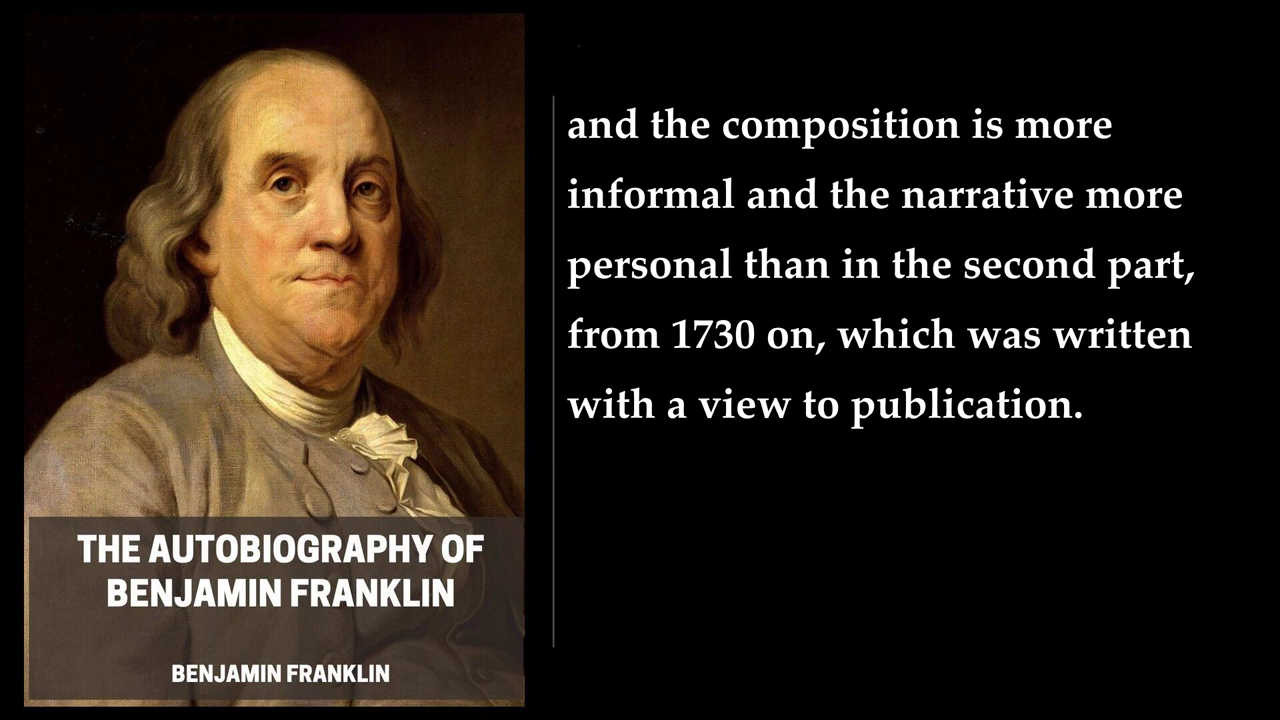 and the composition is more
informal and the narrative more
personal than in the second part,
from 1730 on, which was written
with a view to publication.
THE AUTOBIOGRAPHY OF
BENJAMIN FRANKLIN
BENJAMIN FRANKLIN